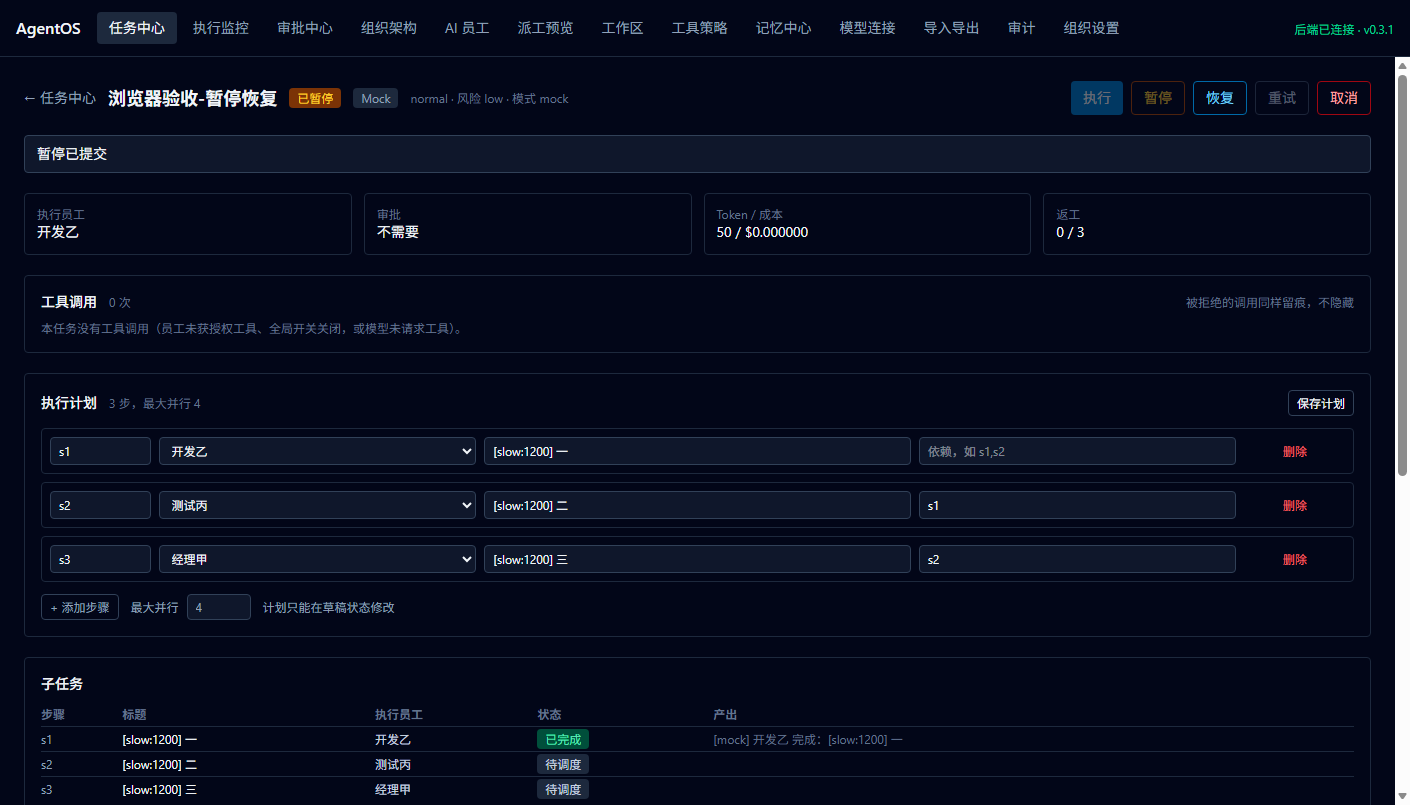 AgentOS 任务中心 执行监控 审批中心 组织架构 AI 员工 派工预览 工作区 工具策略 记忆中心 模型连接 导入导出 审计 组织设置 后端已连接 · v0.3.1
← 任务中心 浏览器验收-暂停恢复 已暂停 Mock normal · 风险 low · 模式 mock 执行 暂停 恢复 重试 取消
暂停已提交
执行员工 审批 Token / 成本 返工
开发乙 不需要 50 / $0.000000 0 / 3
工具调用 0 次 被拒绝的调用同样留痕，不隐藏
本任务没有工具调用（员工未获授权工具、全局开关关闭，或模型未请求工具）。
执行计划 3 步，最大并行 4 保存计划
s1 开发乙 [slow:1200] 一 依赖，如 s1,s2 删除
s2 测试丙 [slow:1200] 二 s1 删除
s3 经理甲 [slow:1200] 三 s2 删除
+ 添加步骤 最大并行 4 计划只能在草稿状态修改
子任务
步骤 标题 执行员工 状态 产出
s1 [slow:1200] 一 开发乙 已完成 [mock] 开发乙 完成：[slow:1200] 一
s2 [slow:1200] 二 测试丙 待调度
s3 [slow:1200] 三 经理甲 待调度